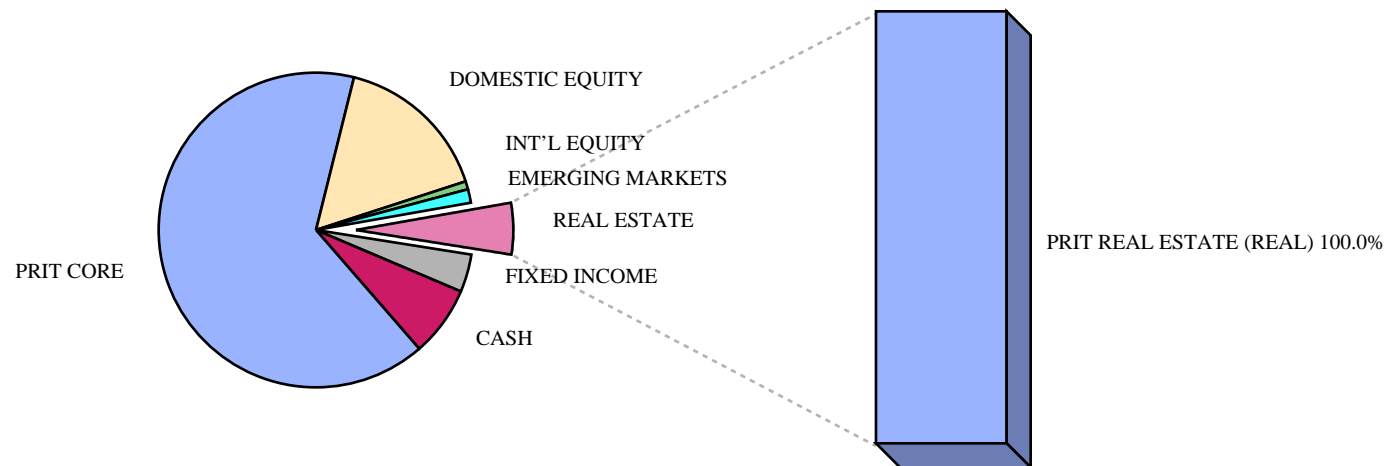 DOMESTIC EQUITY
INT'L EQUITY
EMERGING MARKETS
REAL ESTATE
PRIT REAL ESTATE (REAL) 100.0%
PRIT CORE
FIXED INCOME
CASH